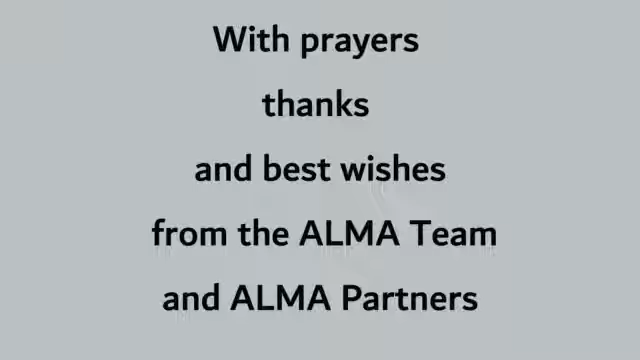 With prayers
thanks
and best wishes
from the ALMA Team
and ALMA Partners